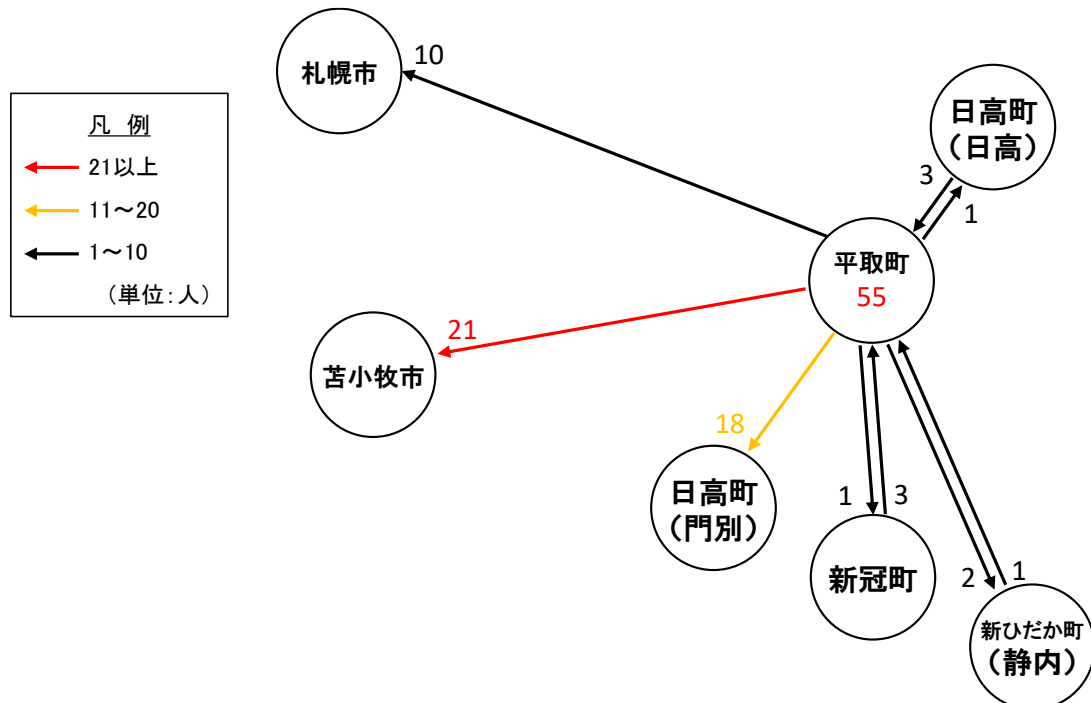 凡 例
21以上
11～20
1～10
（単位：人）
札幌市
10
日高町
（日高）
3
1
平取町
55
21
苫小牧市
18
日高町
（門別）
1
3
新冠町
2
1
新ひだか町
（静内）